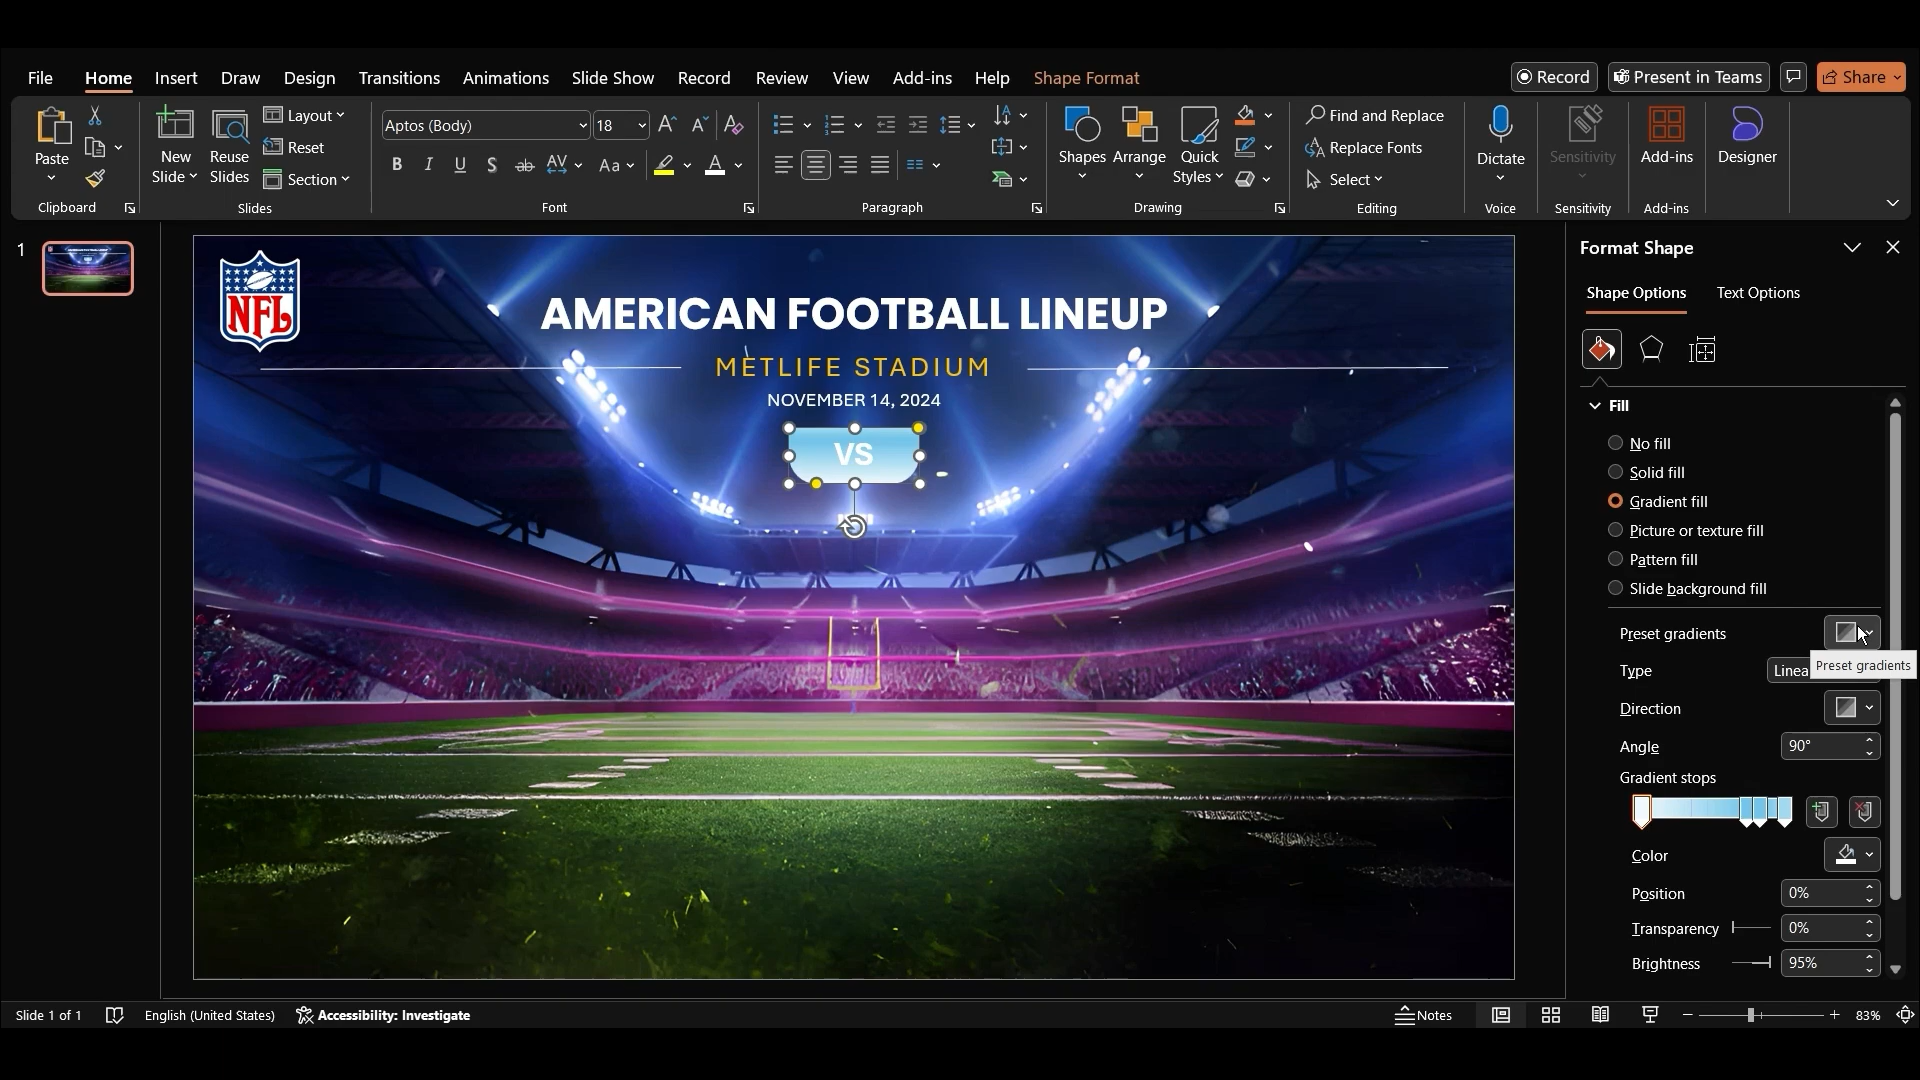 File Home Insert Draw Design Transitions Animations Slide Show Record Review View Add-ins Help Shape Format
Record Present in Teams Share
Paste
New Slide
Reuse Slides
Layout
Reset
Section
Aptos (Body) 18
B I U S ab AV Aa A
Shapes
Arrange
Quick Styles
Find and Replace
Replace Fonts
Select
Dictate
Sensitivity
Add-ins
Designer
Clipboard Slides Font Paragraph Drawing Editing Voice Sensitivity Add-ins
1
NFL
AMERICAN FOOTBALL LINEUP
METLIFE STADIUM
NOVEMBER 14, 2024
VS
Format Shape
Shape Options Text Options
Fill
No fill
Solid fill
Gradient fill
Picture or texture fill
Pattern fill
Slide background fill
Preset gradients
Preset gradients
Type Linea
Direction
Angle 90°
Gradient stops
Color
Position 0%
Transparency 0%
Brightness 95%
Slide 1 of 1 English (United States) Accessibility: Investigate Notes 83%